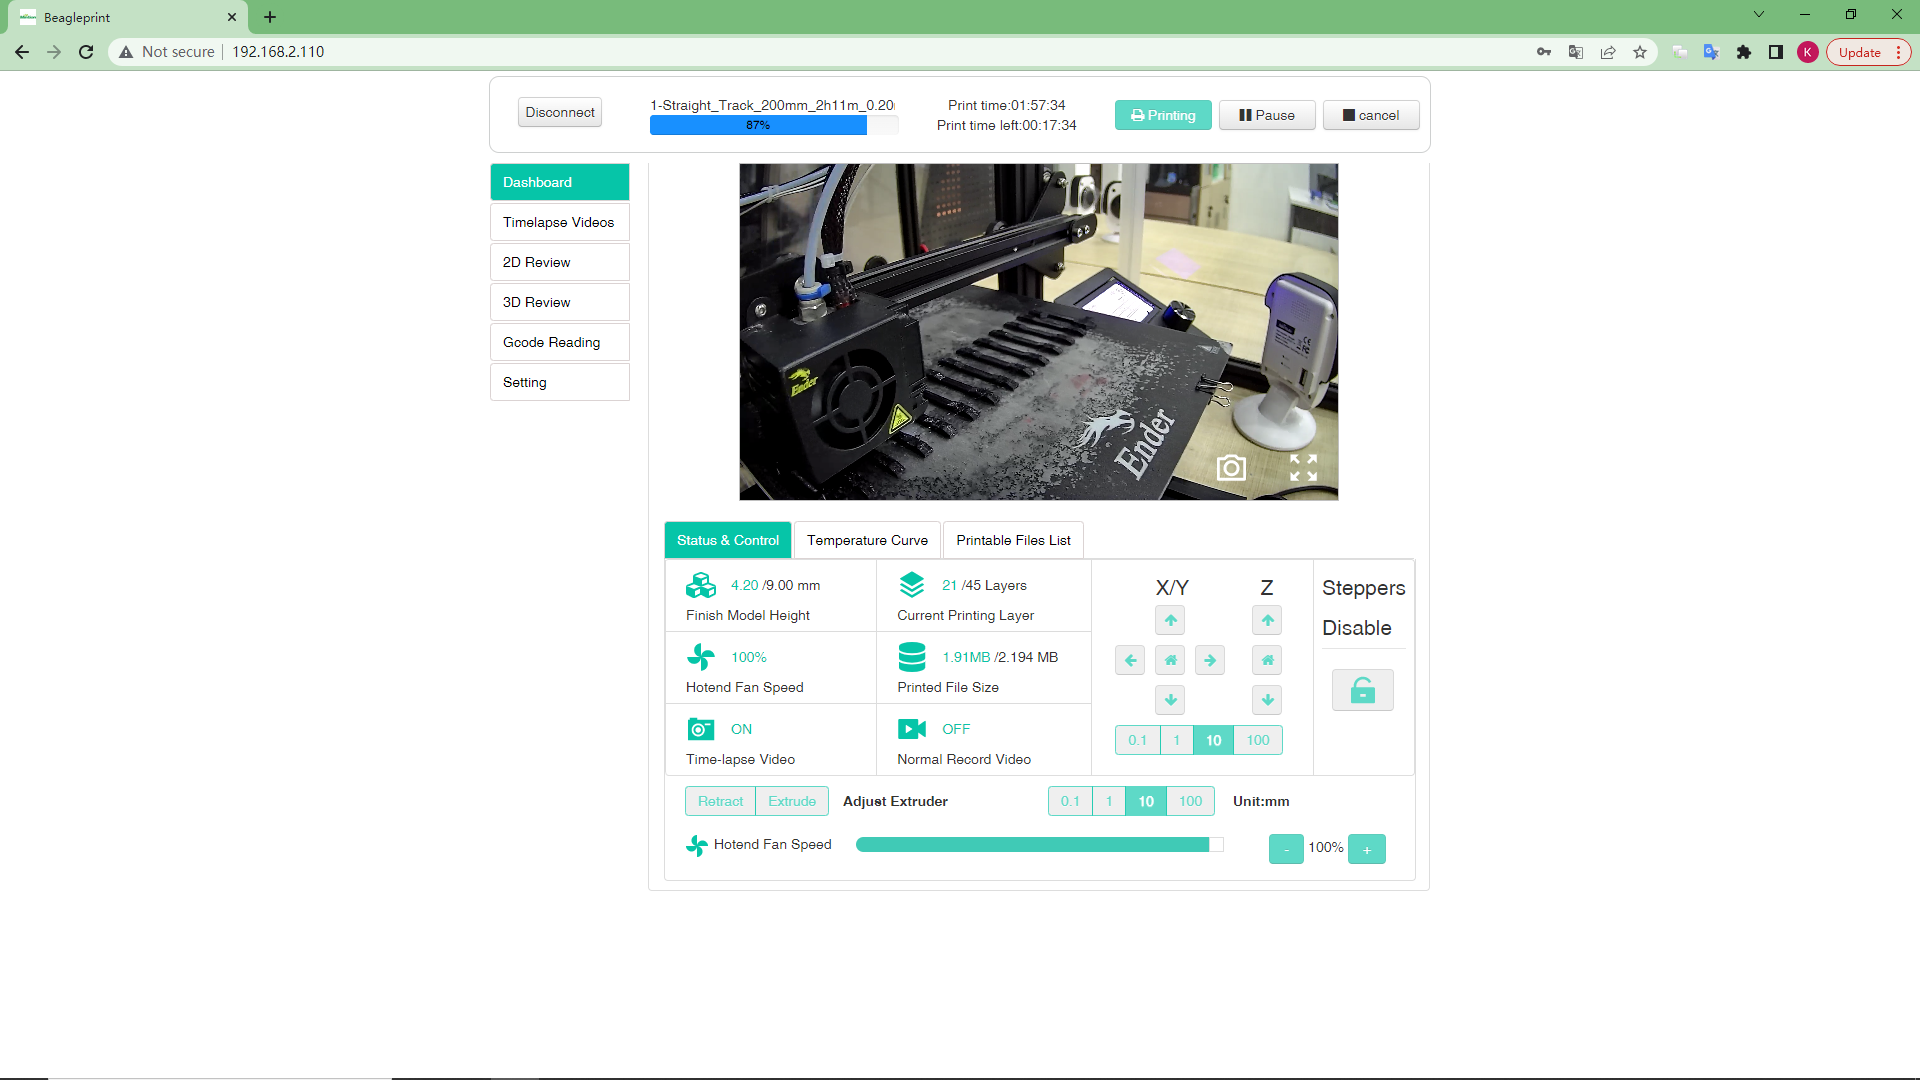 Beagleprint
Not secure
192.168.2.110
K
Update
Disconnect
1-Straight_Track_200mm_2h11m_0.20
87%
Print time:01:57:34
Print time left:00:17:34
Printing
Pause
cancel
Dashboard
Timelapse Videos
2D Review
3D Review
Gcode Reading
Setting
Ender
Ender
Status & Control
Temperature Curve
Printable Files List
4.20 /9.00 mm
Finish Model Height
21 /45 Layers
Current Printing Layer
100%
Hotend Fan Speed
1.91MB /2.194 MB
Printed File Size
ON
Time-lapse Video
OFF
Normal Record Video
X/Y
Z
0.1 1 10 100
Steppers
Disable
Retract Extrude
Adjust Extruder
0.1 1 10 100
Unit:mm
Hotend Fan Speed
- 100% +